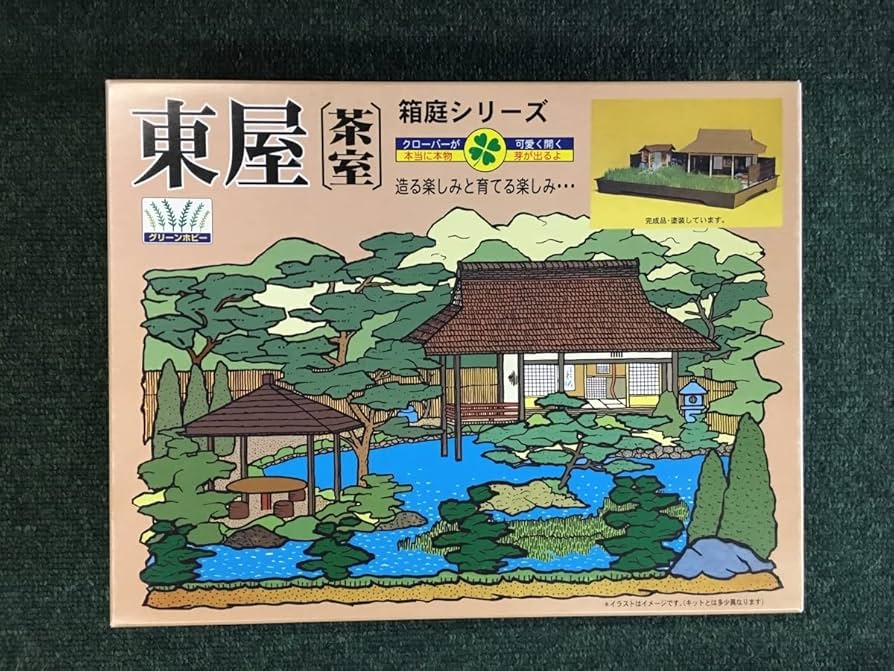 東屋〔茶室〕
箱庭シリーズ
クローバーが
本当に本物
可愛く開く
芽が出るよ
造る楽しみと育てる楽しみ…
グリーンホビー
完成品・塗装しています。
*イラストはイメージです。(キットとは多少異なります)